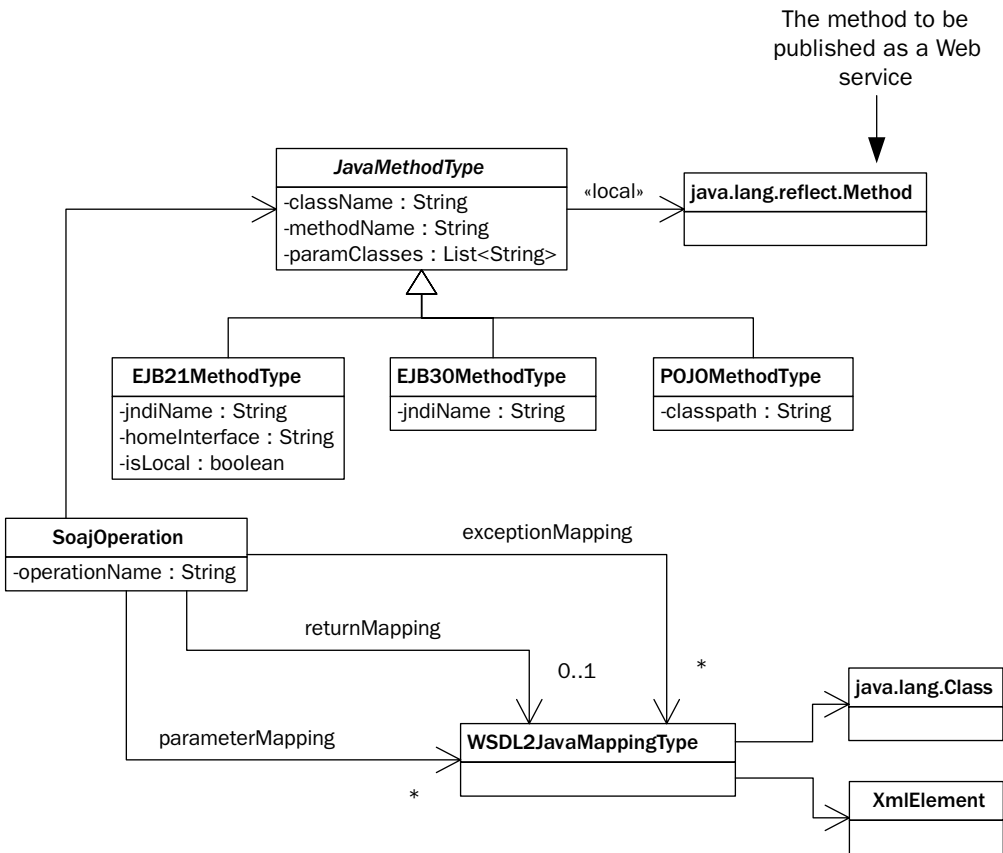 The method to be
published as a Web
service
JavaMethodType
-className : String
-methodName : String
-paramClasses : List<String>
«local»
java.lang.reflect.Method
EJB21MethodType
-jndiName : String
-homeInterface : String
-isLocal : boolean
EJB30MethodType
-jndiName : String
POJOMethodType
-classpath : String
SoajOperation
-operationName : String
exceptionMapping
returnMapping
0..1
*
parameterMapping
*
WSDL2JavaMappingType
java.lang.Class
XmlElement